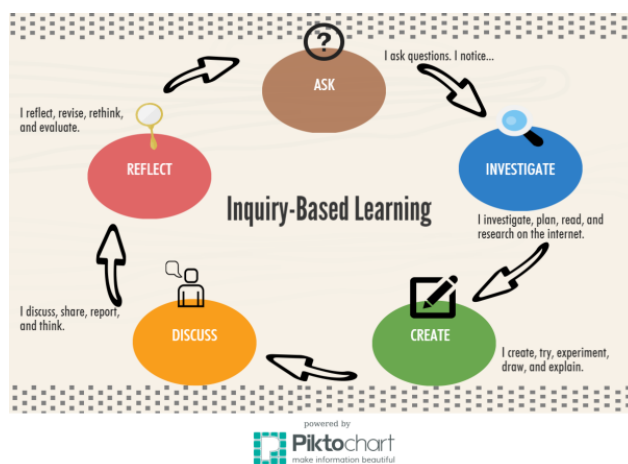 ?
I ask questions. I notice...
ASK
I reflect, revise, rethink,
and evaluate.
REFLECT
INVESTIGATE
Inquiry-Based Learning
I investigate, plan, read, and
research on the internet.
I discuss, share, report,
and think.
DISCUSS
CREATE
I create, try, experiment,
draw, and explain.
powered by
Piktochart
make information beautiful